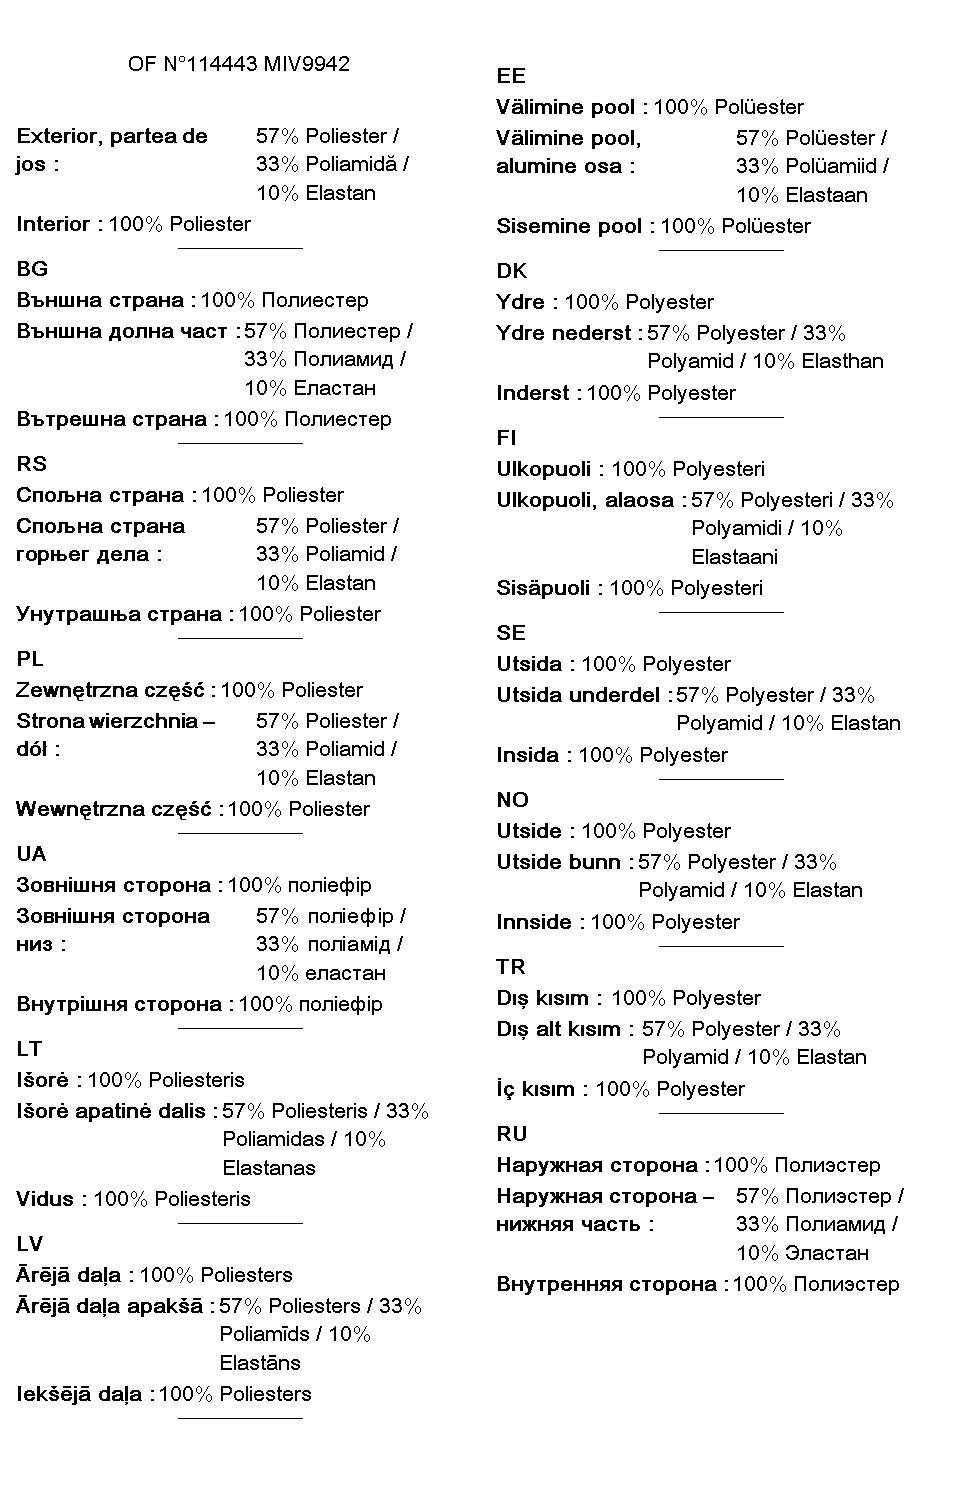 OF N°114443 MIV9942
Exterior, partea de jos : 57% Poliester /
33% Poliamidă /
10% Elastan
Interior : 100% Poliester
BG
Външна страна : 100% Полиестер
Външна долна част : 57% Полиестер /
33% Полиамид /
10% Еластан
Вътрешна страна : 100% Полиестер
RS
Спољна страна : 100% Poliester
Спољна страна 57% Poliester /
горњег дела : 33% Poliamid /
10% Elastan
Унутрашња страна : 100% Poliester
PL
Zewnętrzna część : 100% Poliester
Strona wierzchnia – 57% Poliester /
dół : 33% Poliamid /
10% Elastan
Wewnętrzna część : 100% Poliester
UA
Зовнішня сторона : 100% поліефір
Зовнішня сторона 57% поліефір /
низ : 33% поліамід /
10% еластан
Внутрішня сторона : 100% поліефір
LT
Išorė : 100% Poliesteris
Išorė apatinė dalis : 57% Poliesteris / 33%
Poliamidas / 10%
Elastanas
Vidus : 100% Poliesteris
LV
Ārējā daļa : 100% Poliesters
Ārējā daļa apakšā : 57% Poliesters / 33%
Poliamīds / 10%
Elastāns
Iekšējā daļa : 100% Poliesters
EE
Välimine pool : 100% Polüester
Välimine pool, 57% Polüester /
alumine osa : 33% Polüamiid /
10% Elastaan
Sisemine pool : 100% Polüester
DK
Ydre : 100% Polyester
Ydre nederst : 57% Polyester / 33%
Polyamid / 10% Elasthan
Inderst : 100% Polyester
FI
Ulkopuoli : 100% Polyesteri
Ulkopuoli, alaosa : 57% Polyesteri / 33%
Polyamidi / 10%
Elastaani
Sisäpuoli : 100% Polyesteri
SE
Utsida : 100% Polyester
Utsida underdel : 57% Polyester / 33%
Polyamid / 10% Elastan
Insida : 100% Polyester
NO
Utside : 100% Polyester
Utside bunn : 57% Polyester / 33%
Polyamid / 10% Elastan
Innside : 100% Polyester
TR
Dış kısım : 100% Polyester
Dış alt kısım : 57% Polyester / 33%
Polyamid / 10% Elastan
İç kısım : 100% Polyester
RU
Наружная сторона : 100% Полиэстер
Наружная сторона – 57% Полиэстер /
нижняя часть : 33% Полиамид /
10% Эластан
Внутренняя сторона : 100% Полиэстер